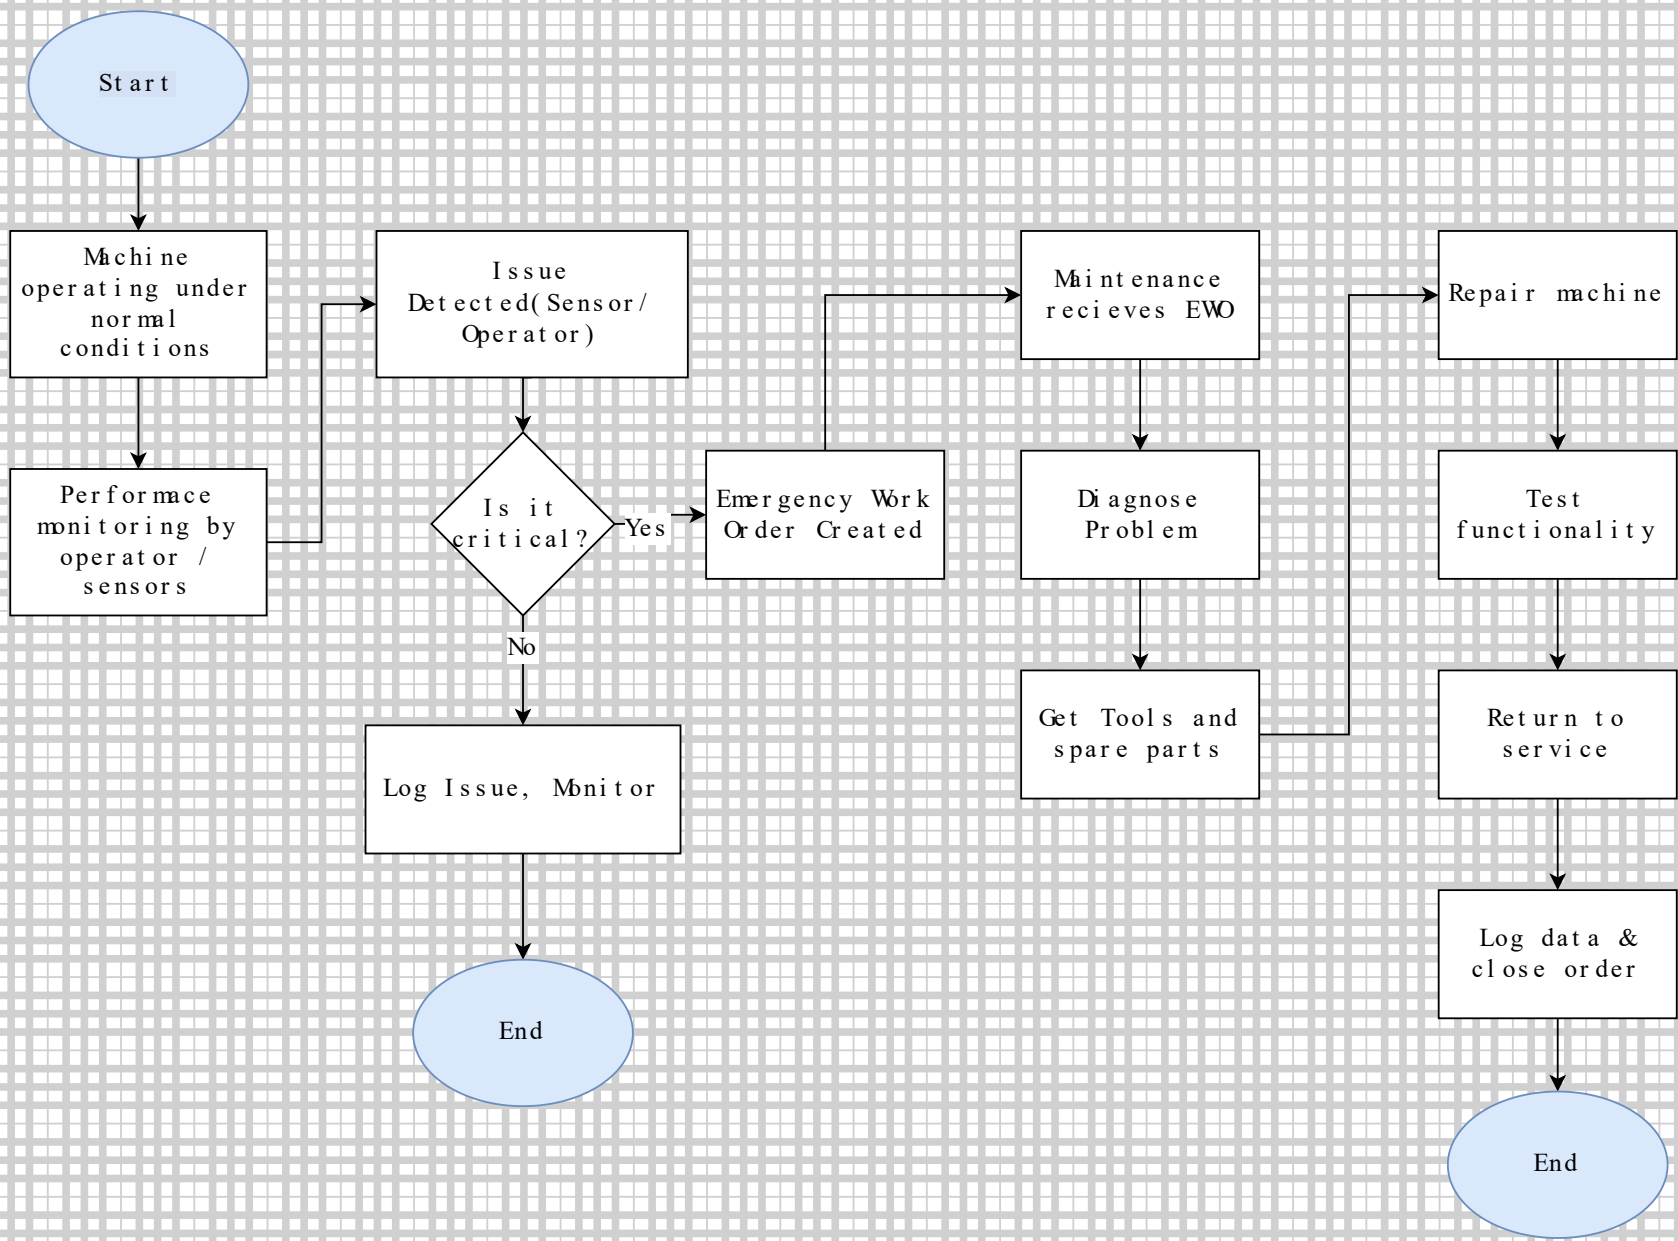 Start
Machine
operating under
normal
conditions
Performace
monitoring by
operator /
sensors
Issue
Detected(Sensor/
Operator)
Is it
critical?
Yes
No
Log Issue, Monitor
End
Emergency Work
Order Created
Maintenance
recieves EWO
Diagnose
Problem
Get Tools and
spare parts
Repair machine
Test
functionality
Return to
service
Log data &
close order
End